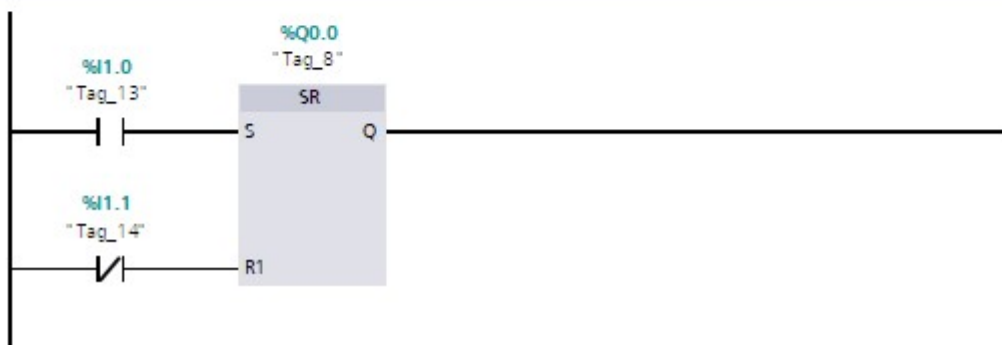 %Q0.0
"Tag_8"
%I1.0
"Tag_13"
SR
S Q
%I1.1
"Tag_14"
R1